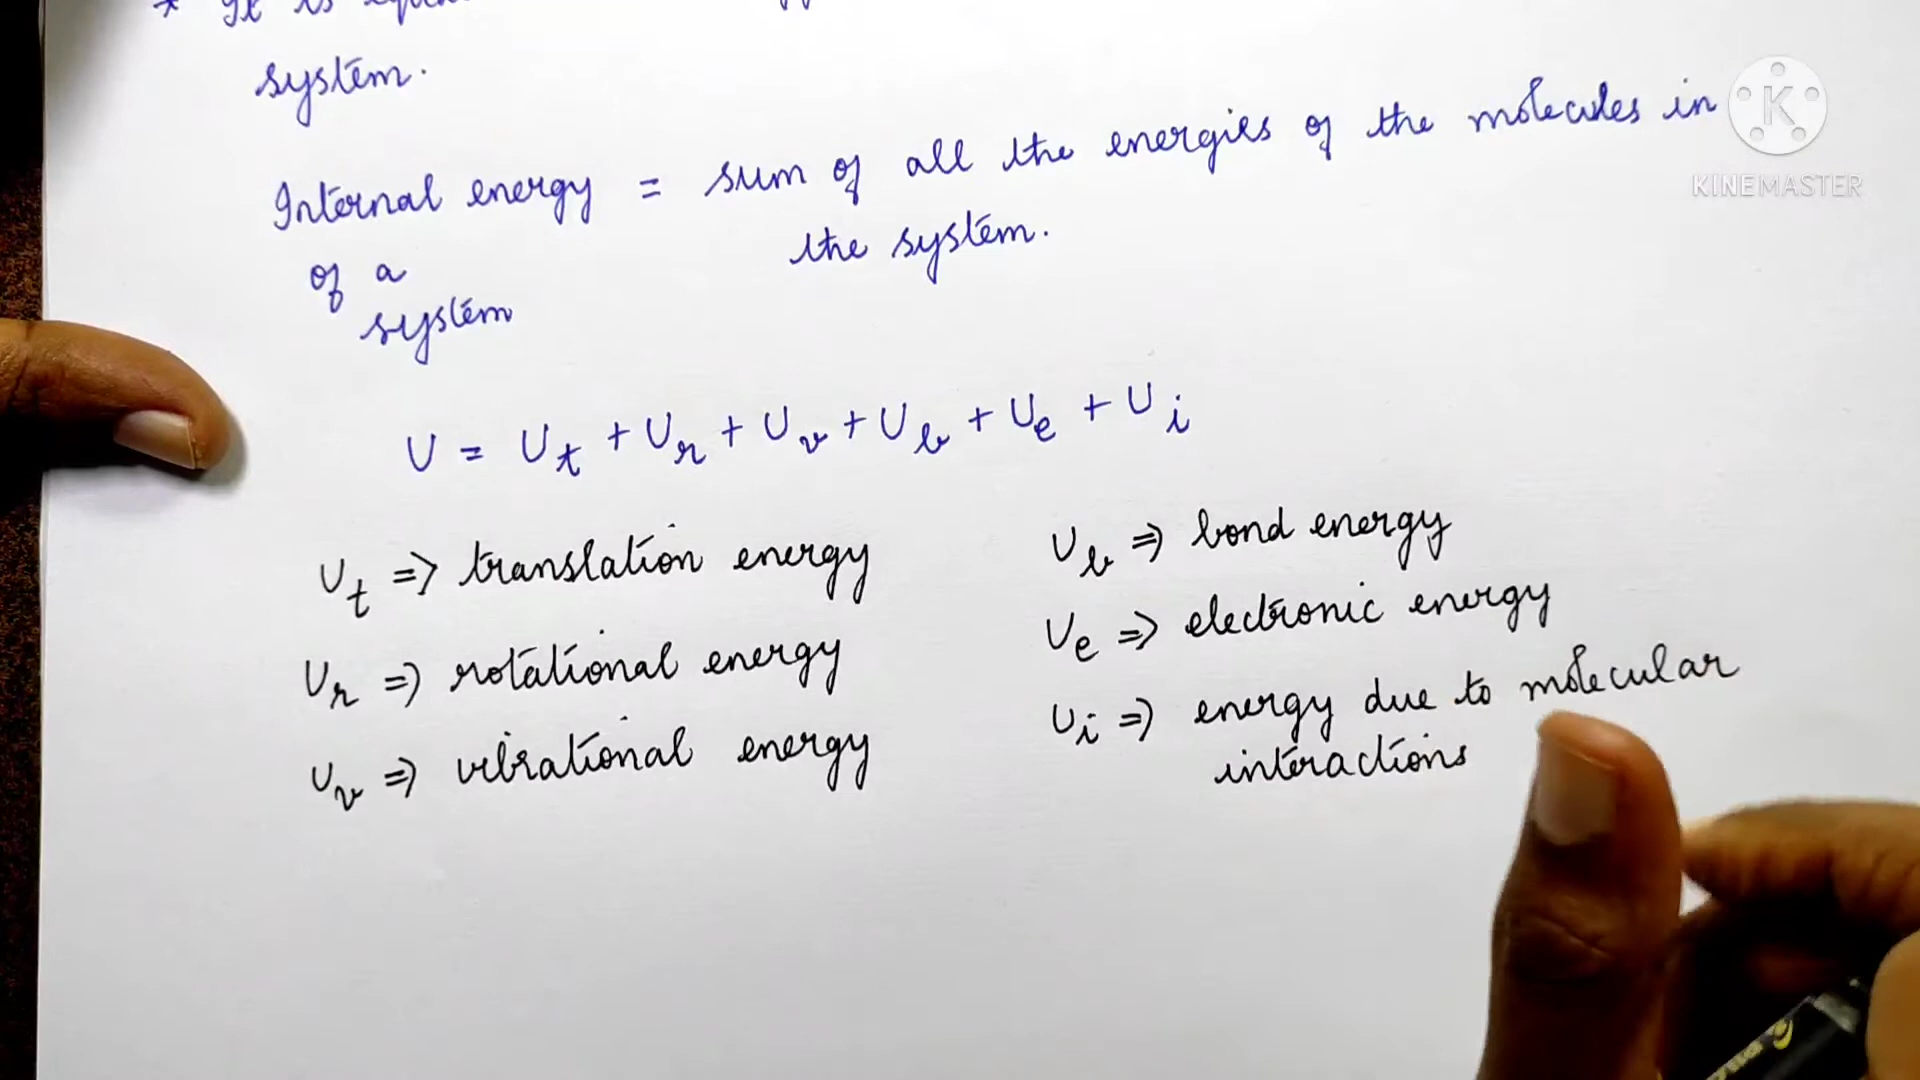 * It is
system.
Internal energy = sum of all the energies of the molecules in
of a the system.
system
U = Ut + Ur + Uv + Ub + Ue + Ui
Ut => translation energy
Ur => rotational energy
Uv => vibrational energy
Ub => bond energy
Ue => electronic energy
Ui => energy due to molecular
interactions
K
KINEMASTER